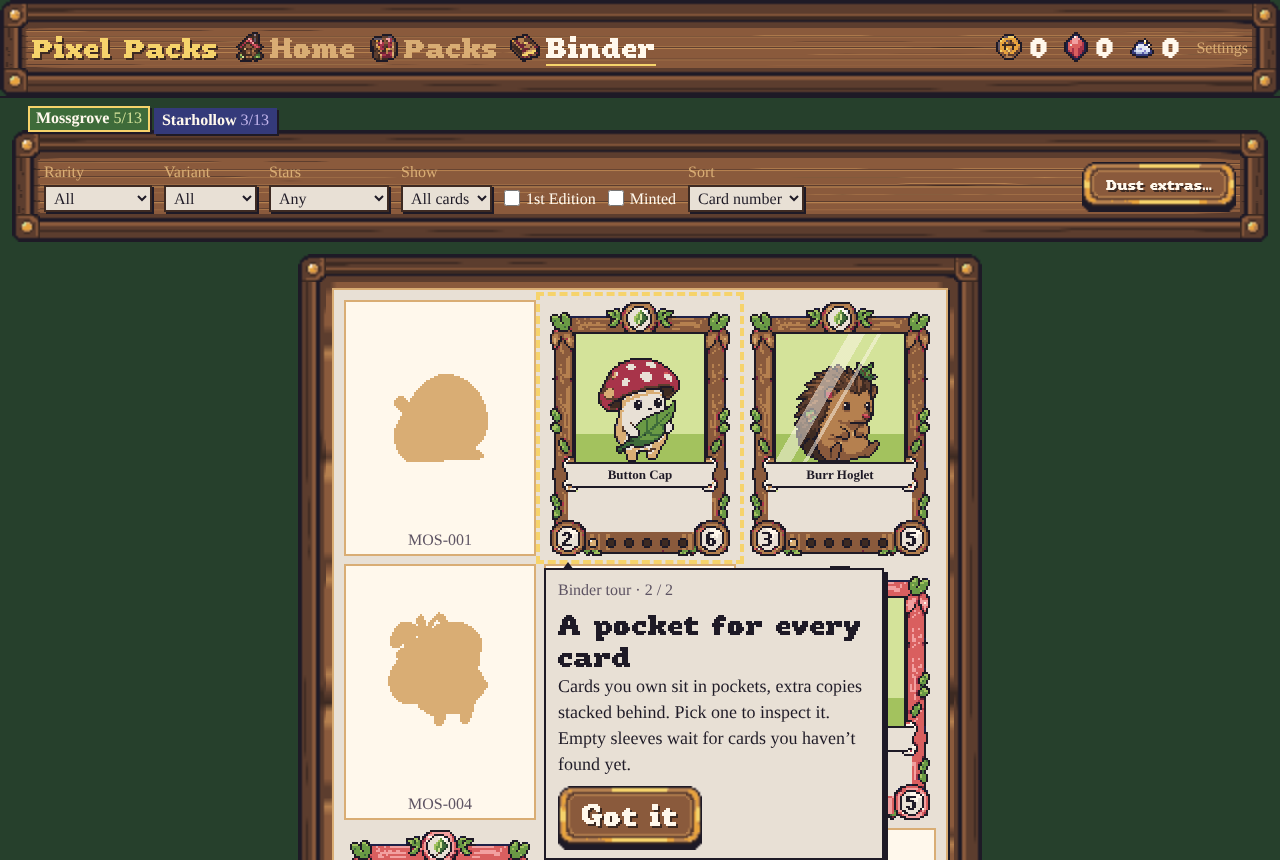 Pixel Packs Home Packs Binder 0 0 0 Settings
Mossgrove 5/13 Starhollow 3/13
Rarity Variant Stars Show Sort
All All Any All cards 1st Edition Minted Card number Dust extras…
Button Cap Burr Hoglet
2 6 3 5
MOS-001
Binder tour · 2 / 2
A pocket for every
card
Cards you own sit in pockets, extra copies
stacked behind. Pick one to inspect it.
Empty sleeves wait for cards you haven’t
found yet.
Got it
MOS-004
5